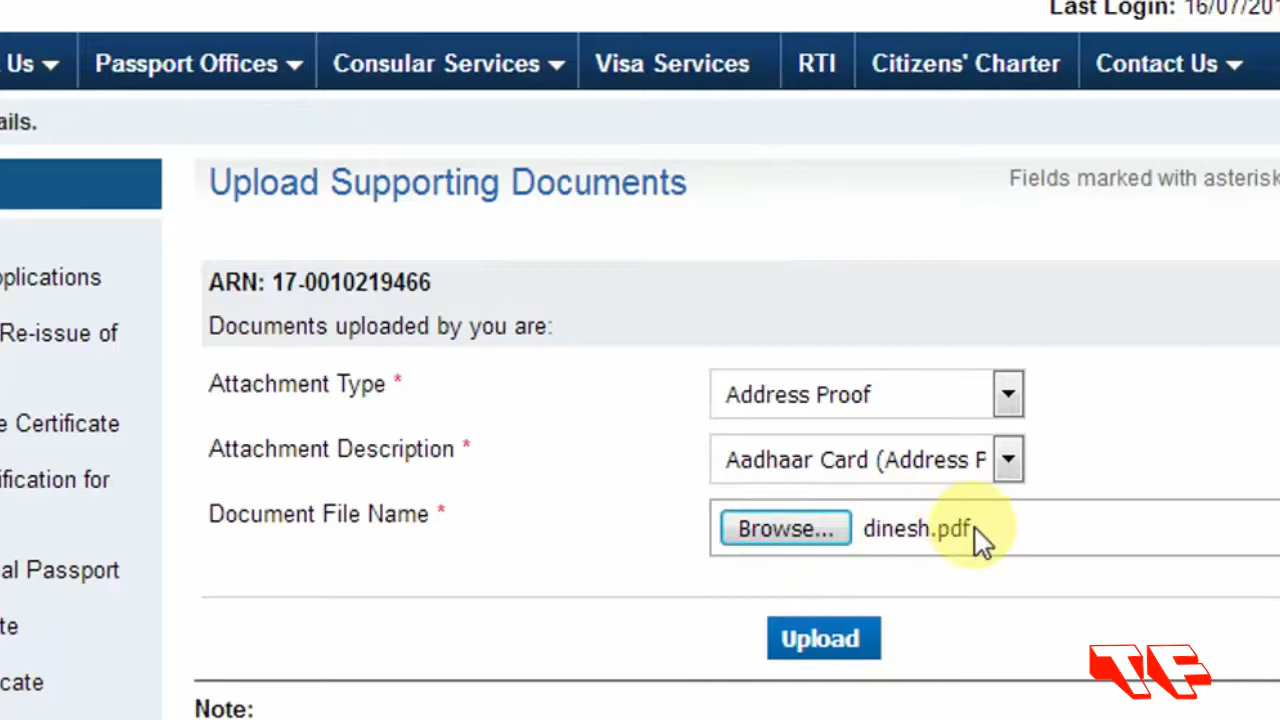 Last Login: 16/07/201
Us
Passport Offices
Consular Services
Visa Services
RTI
Citizens' Charter
Contact Us
ails.
Upload Supporting Documents
Fields marked with asterisk
pplications
ARN: 17-0010219466
Re-issue of
Documents uploaded by you are:
Attachment Type *
Address Proof
e Certificate
Attachment Description *
Aadhaar Card (Address P
ification for
Document File Name *
Browse... dinesh.pdf
al Passport
te
Upload
cate
TF
Note: